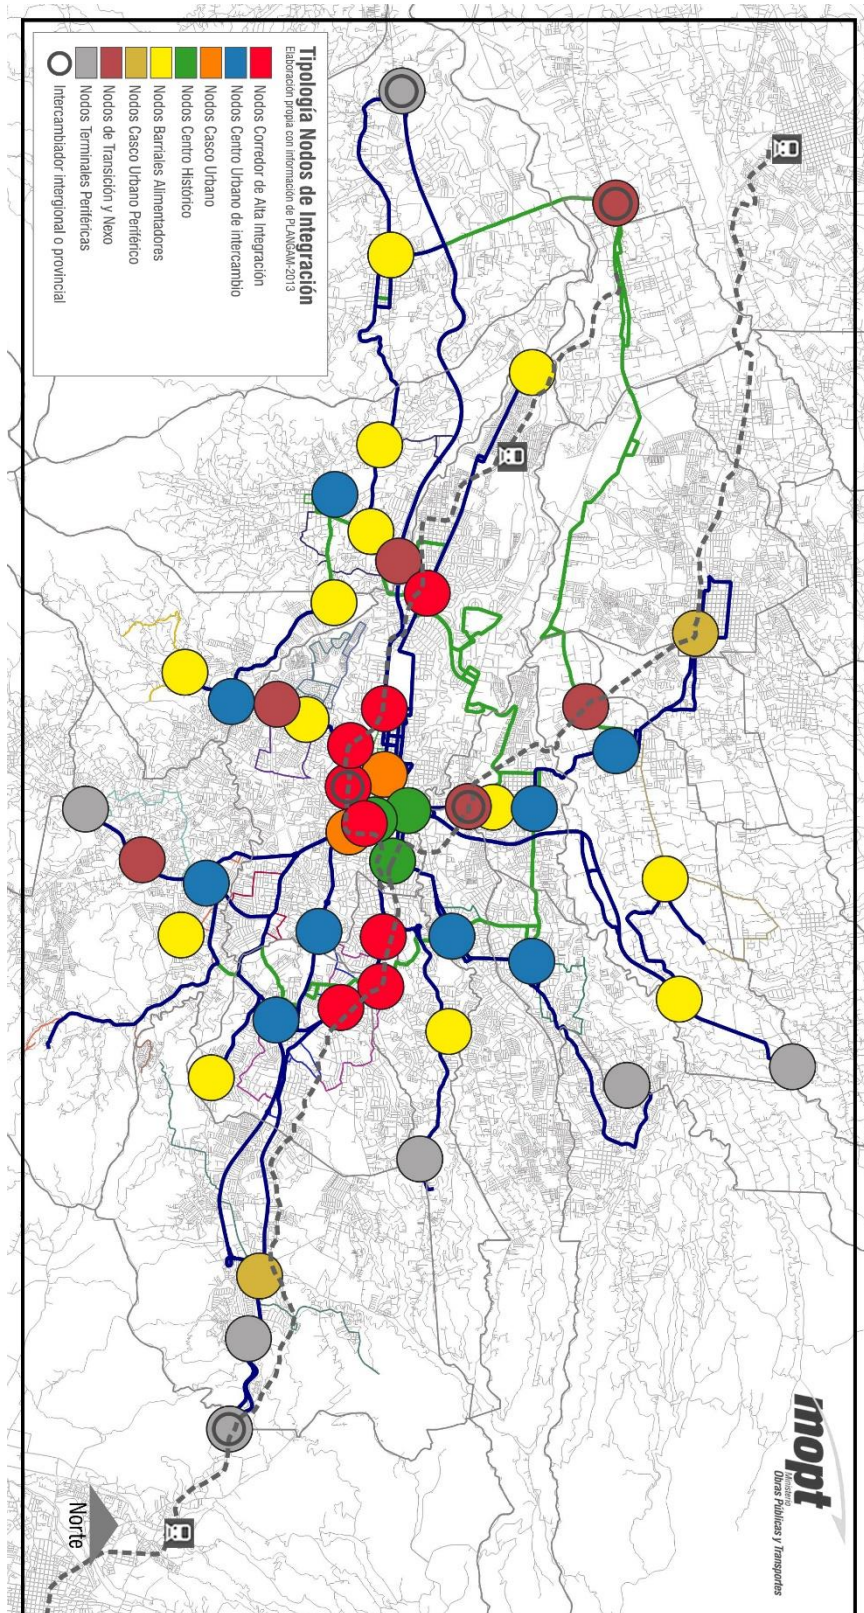 Tipología Nodos de Integración
Elaboración propia con información de PLANGAM-2013
Nodos Corredor de Alta Integración
Nodos Centro Urbano de intercambio
Nodos Casco Urbano
Nodos Centro Histórico
Nodos Barriales Alimentadores
Nodos Casco Urbano Periférico
Nodos de Transición y Nexo
Nodos Terminales Periféricas
Intercambiador intergional o provincial
mopt
Ministerio
Obras Públicas y Transportes
Norte